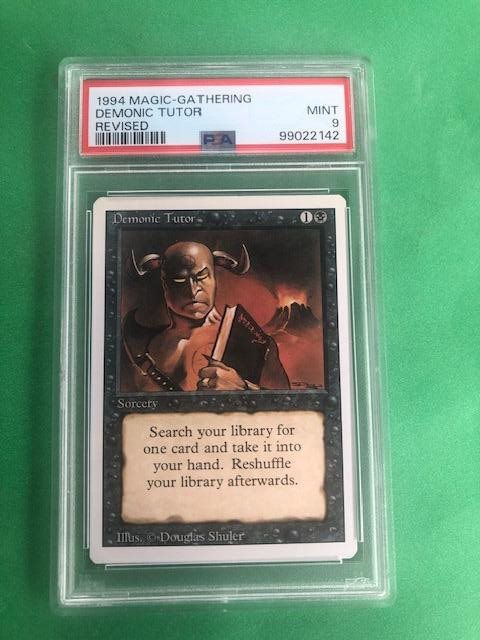 1994 MAGIC-GATHERING
DEMONIC TUTOR
REVISED
MINT
9
99022142
PSA
Demonic Tutor
1
Sorcery
Search your library for
one card and take it into
your hand. Reshuffle
your library afterwards.
Illus. © Douglas Shuler